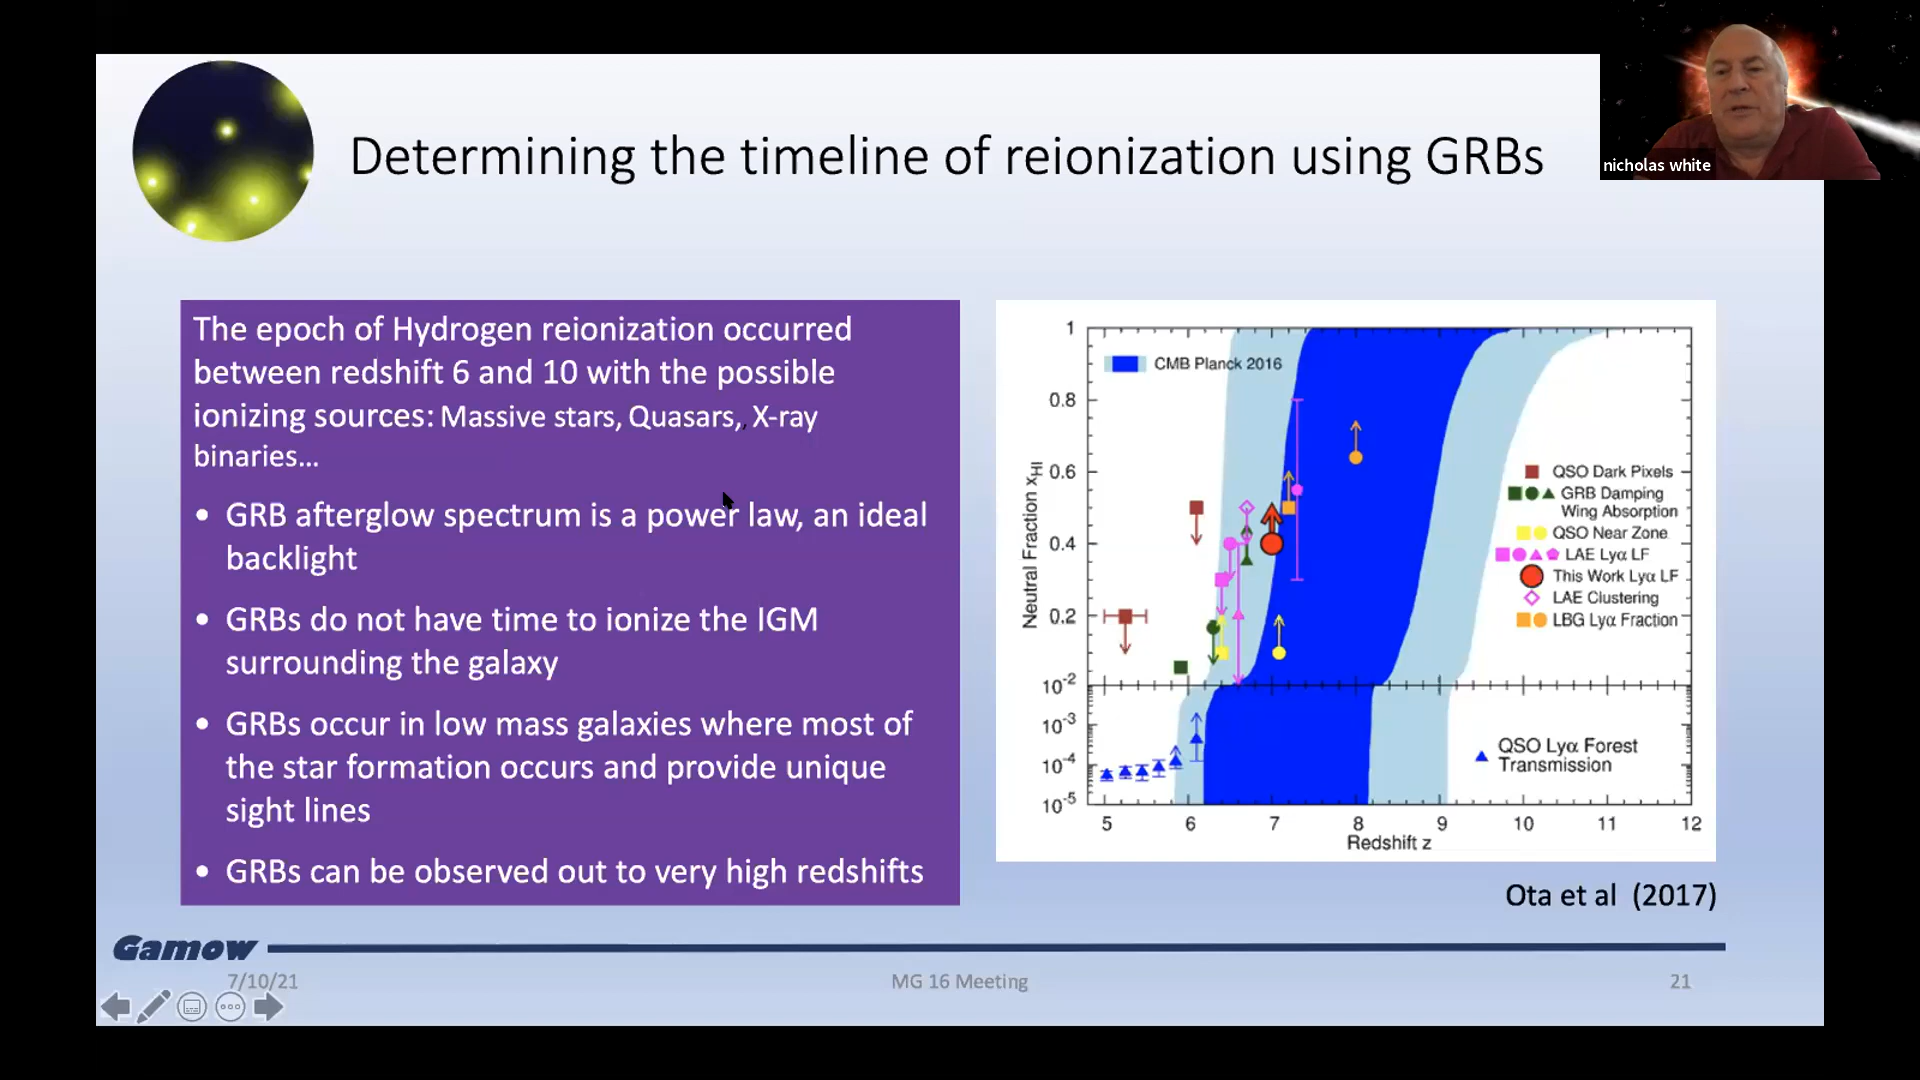 nicholas white
Determining the timeline of reionization using GRBs
The epoch of Hydrogen reionization occurred
between redshift 6 and 10 with the possible
ionizing sources: Massive stars, Quasars,, X-ray
binaries...
• GRB afterglow spectrum is a power law, an ideal
backlight
• GRBs do not have time to ionize the IGM
surrounding the galaxy
• GRBs occur in low mass galaxies where most of
the star formation occurs and provide unique
sight lines
• GRBs can be observed out to very high redshifts
CMB Planck 2016
Neutral Fraction xHI
1
0.8
0.6
0.4
0.2
10-2
10-3
10-4
10-5
QSO Dark Pixels
GRB Damping
Wing Absorption
QSO Near Zone
LAE Lyα LF
This Work Lyα LF
LAE Clustering
LBG Lyα Fraction
QSO Lyα Forest
Transmission
5 6 7 8 9 10 11 12
Redshift z
Ota et al (2017)
Gamow
7/10/21
MG 16 Meeting
21